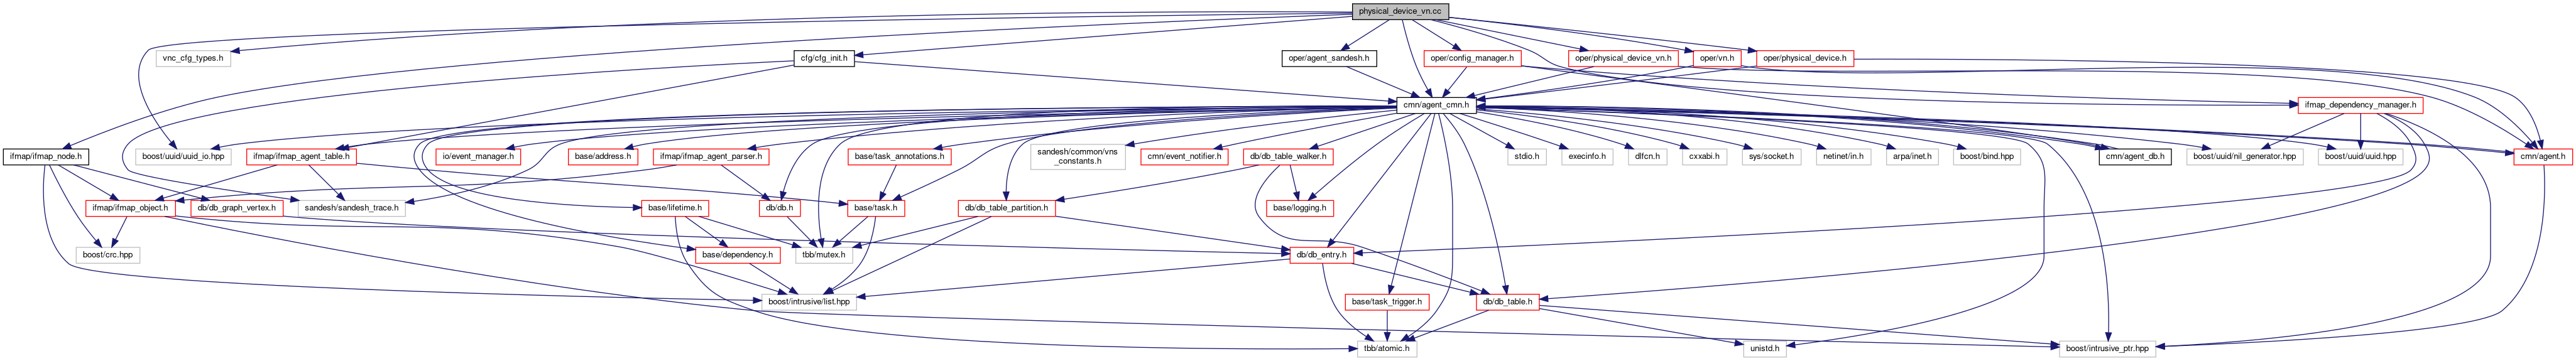 physical_device_vn.cc
vnc_cfg_types.h
cfg/cfg_init.h
oper/agent_sandesh.h
oper/config_manager.h
oper/physical_device_vn.h
oper/vn.h
oper/physical_device.h
cmn/agent_cmn.h
ifmap_dependency_manager.h
ifmap/ifmap_node.h
boost/uuid/uuid_io.hpp
ifmap/ifmap_agent_table.h
io/event_manager.h
base/address.h
ifmap/ifmap_agent_parser.h
base/task_annotations.h
sandesh/common/vns
_constants.h
cmn/event_notifier.h
db/db_table_walker.h
stdio.h
execinfo.h
dlfcn.h
cxxabi.h
sys/socket.h
netinet/in.h
arpa/inet.h
boost/bind.hpp
cmn/agent_db.h
boost/uuid/nil_generator.hpp
boost/uuid/uuid.hpp
cmn/agent.h
ifmap/ifmap_object.h
db/db_graph_vertex.h
sandesh/sandesh_trace.h
base/lifetime.h
db/db.h
base/task.h
db/db_table_partition.h
base/logging.h
boost/crc.hpp
base/dependency.h
tbb/mutex.h
db/db_entry.h
boost/intrusive/list.hpp
base/task_trigger.h
db/db_table.h
tbb/atomic.h
unistd.h
boost/intrusive_ptr.hpp